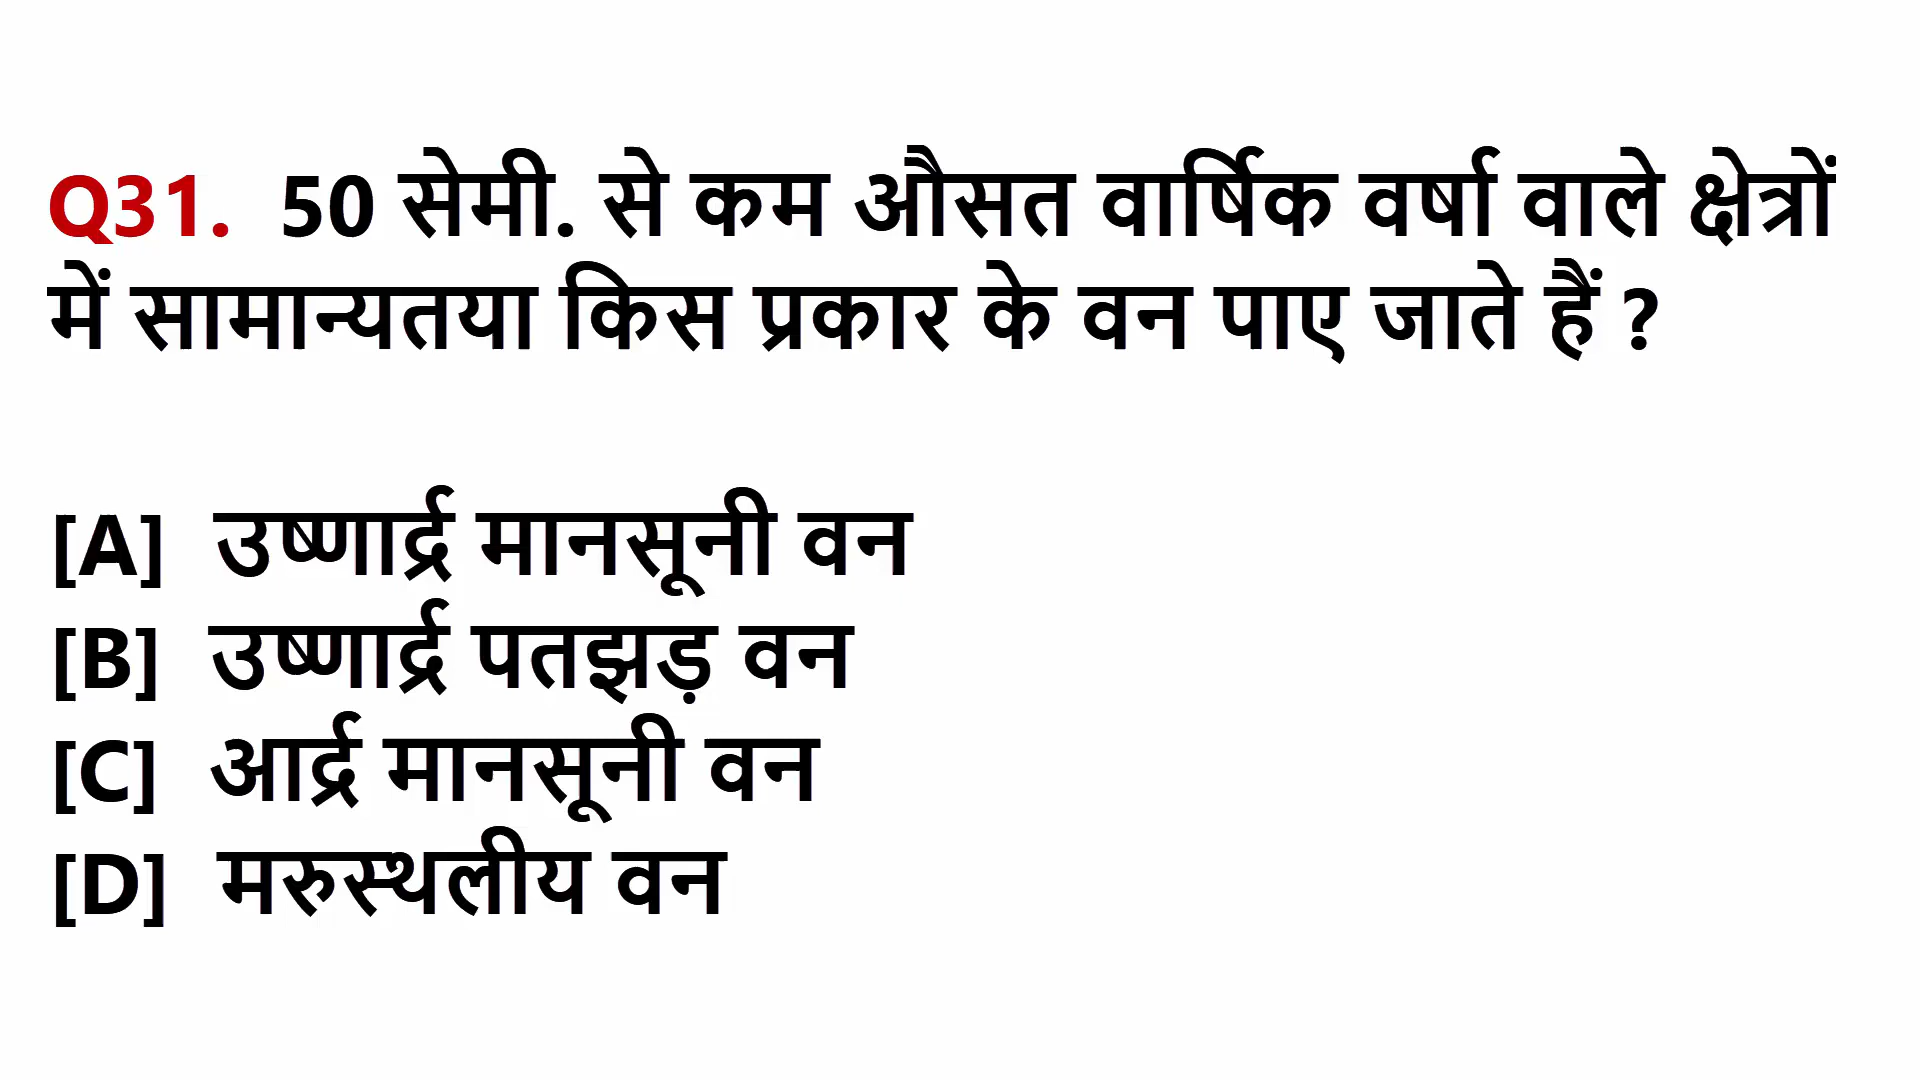 Q31. 50 सेमी. से कम औसत वार्षिक वर्षा वाले क्षेत्रों
में सामान्यतया किस प्रकार के वन पाए जाते हैं ?
[A] उष्णार्द्र मानसूनी वन
[B] उष्णार्द्र पतझड़ वन
[C] आर्द्र मानसूनी वन
[D] मरुस्थलीय वन